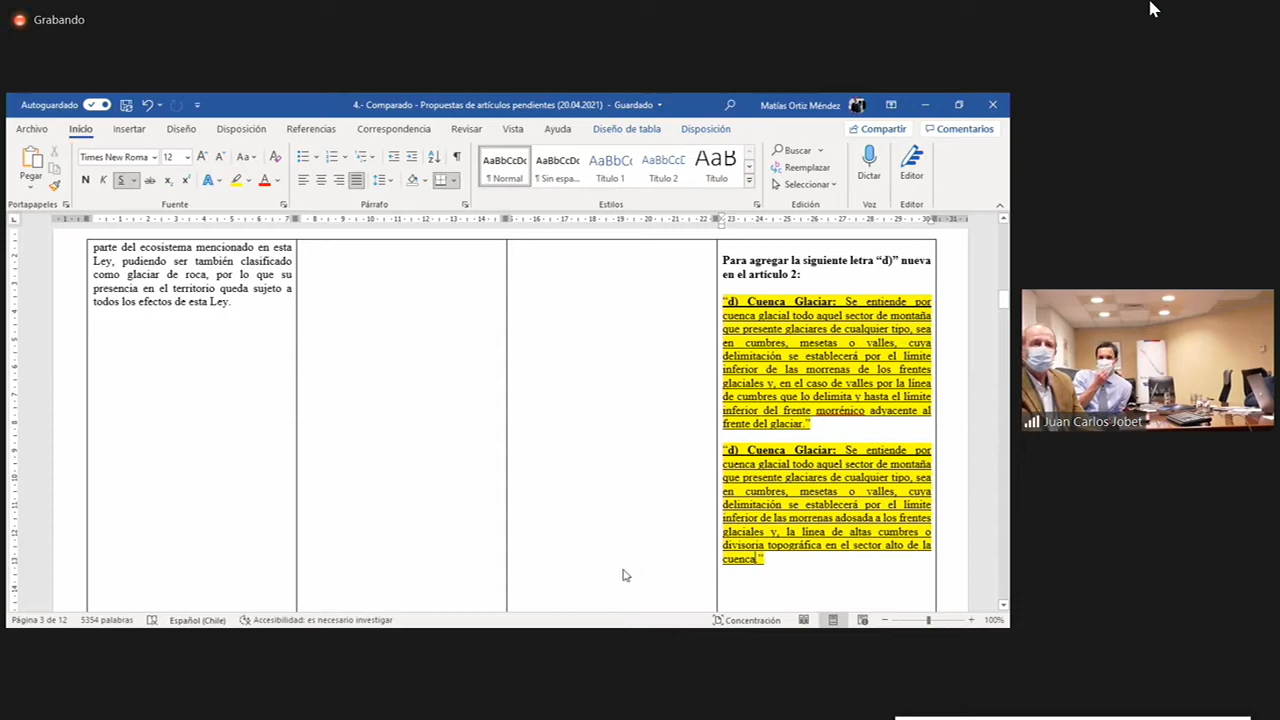 Grabando
Autoguardado
4.- Comparado - Propuestas de artículos pendientes (20.04.2021) - Guardado
Matías Ortiz Méndez
Archivo Inicio Insertar Diseño Disposición Referencias Correspondencia Revisar Vista Ayuda Diseño de tabla Disposición
Compartir
Comentarios
Pegar
Times New Roma
12
N K S
AaBbCcDc
¶ Normal
AaBbCcDc
¶ Sin espa...
AaBbCc
Título 1
AaBbCcE
Título 2
AaB
Título
Buscar
Reemplazar
Seleccionar
Dictar
Editor
Portapapeles
Fuente
Párrafo
Estilos
Edición
Voz
Editor
parte del ecosistema mencionado en esta
Ley, pudiendo ser también clasificado
como glaciar de roca, por lo que su
presencia en el territorio queda sujeto a
todos los efectos de esta Ley.
Para agregar la siguiente letra “d)” nueva
en el artículo 2:
“d) Cuenca Glaciar: Se entiende por
cuenca glacial todo aquel sector de montaña
que presente glaciares de cualquier tipo, sea
en cumbres, mesetas o valles, cuya
delimitación se establecerá por el límite
inferior de las morrenas de los frentes
glaciales y, en el caso de valles por la línea
de cumbres que lo delimita y hasta el límite
inferior del frente morrénico adyacente al
frente del glaciar.”
“d) Cuenca Glaciar: Se entiende por
cuenca glacial todo aquel sector de montaña
que presente glaciares de cualquier tipo, sea
en cumbres, mesetas o valles, cuya
delimitación se establecerá por el límite
inferior de las morrenas adosada a los frentes
glaciales y, la línea de altas cumbres o
divisoria topográfica en el sector alto de la
cuenca.”
Juan Carlos Jobet
Página 3 de 12
5354 palabras
Español (Chile)
Accesibilidad: es necesario investigar
Concentración
100%